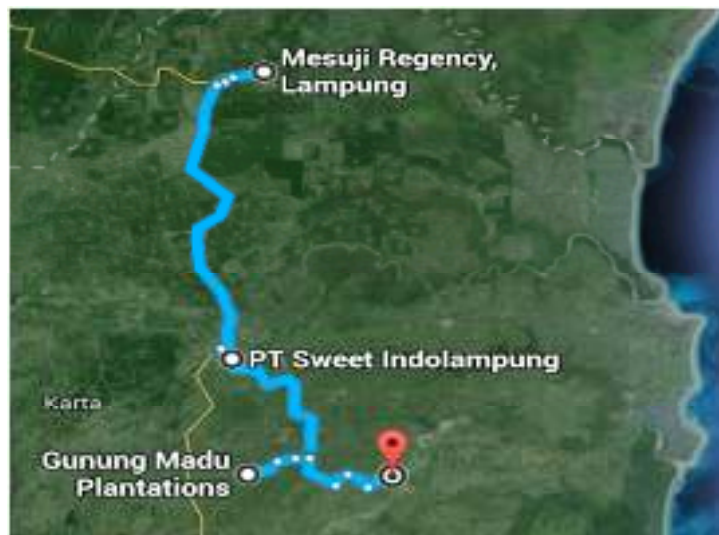 Mesuji Regency,
Lampung
PT Sweet Indolampung
Karta
Gunung Madu
Plantations